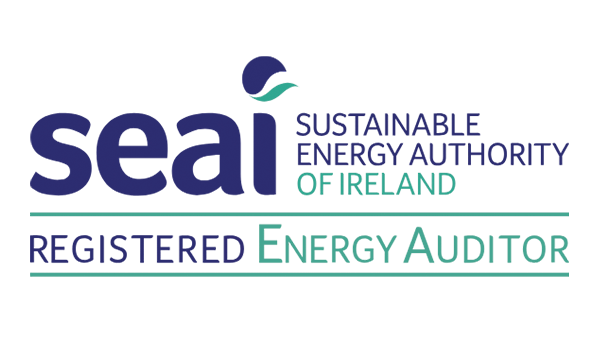 seai
SUSTAINABLE
ENERGY AUTHORITY
OF IRELAND
REGISTERED ENERGY AUDITOR